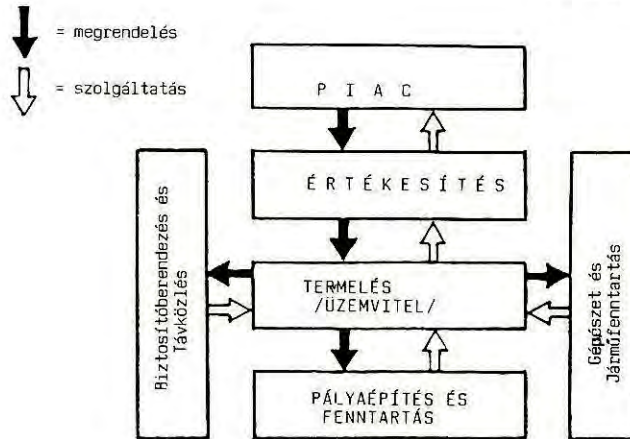 = megrendelés
= szolgáltatás
P I A C
É R T É K E S Í T É S
Biztosítóberendezés és
Távközlés
TERMELÉS
/ÜZEMVITEL/
Gépészet és
Járműfenntartás
PÁLYAÉPÍTÉS ÉS
FENNTARTÁS